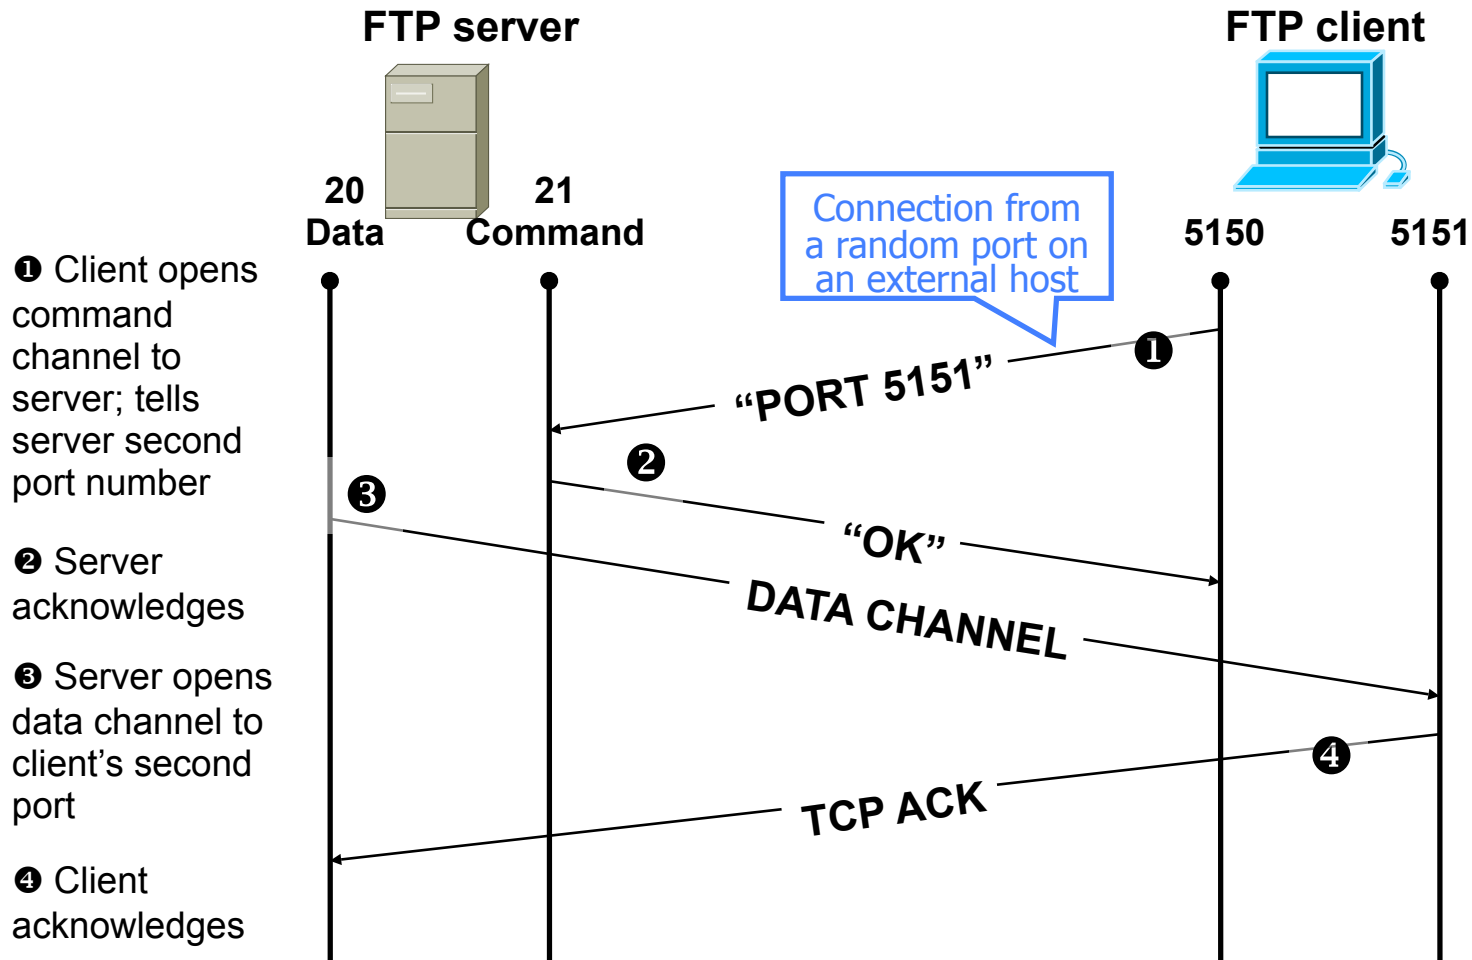 FTP server
FTP client
20
Data
21
Command
5150
5151
Connection from
a random port on
an external host
❶ Client opens
command
channel to
server; tells
server second
port number
❷ Server
acknowledges
❸ Server opens
data channel to
client’s second
port
❹ Client
acknowledges
❶
“PORT 5151”
❷
“OK”
❸
DATA CHANNEL
❹
TCP ACK